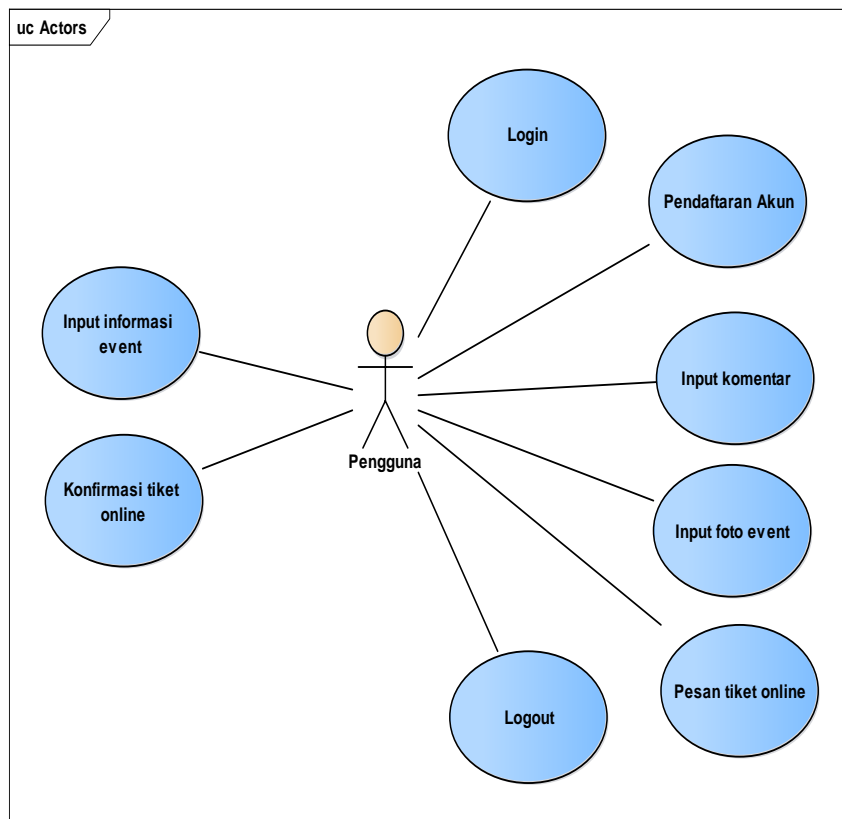 uc Actors
Login
Pendaftaran Akun
Input informasi
event
Input komentar
Pengguna
Konfirmasi tiket
online
Input foto event
Pesan tiket online
Logout